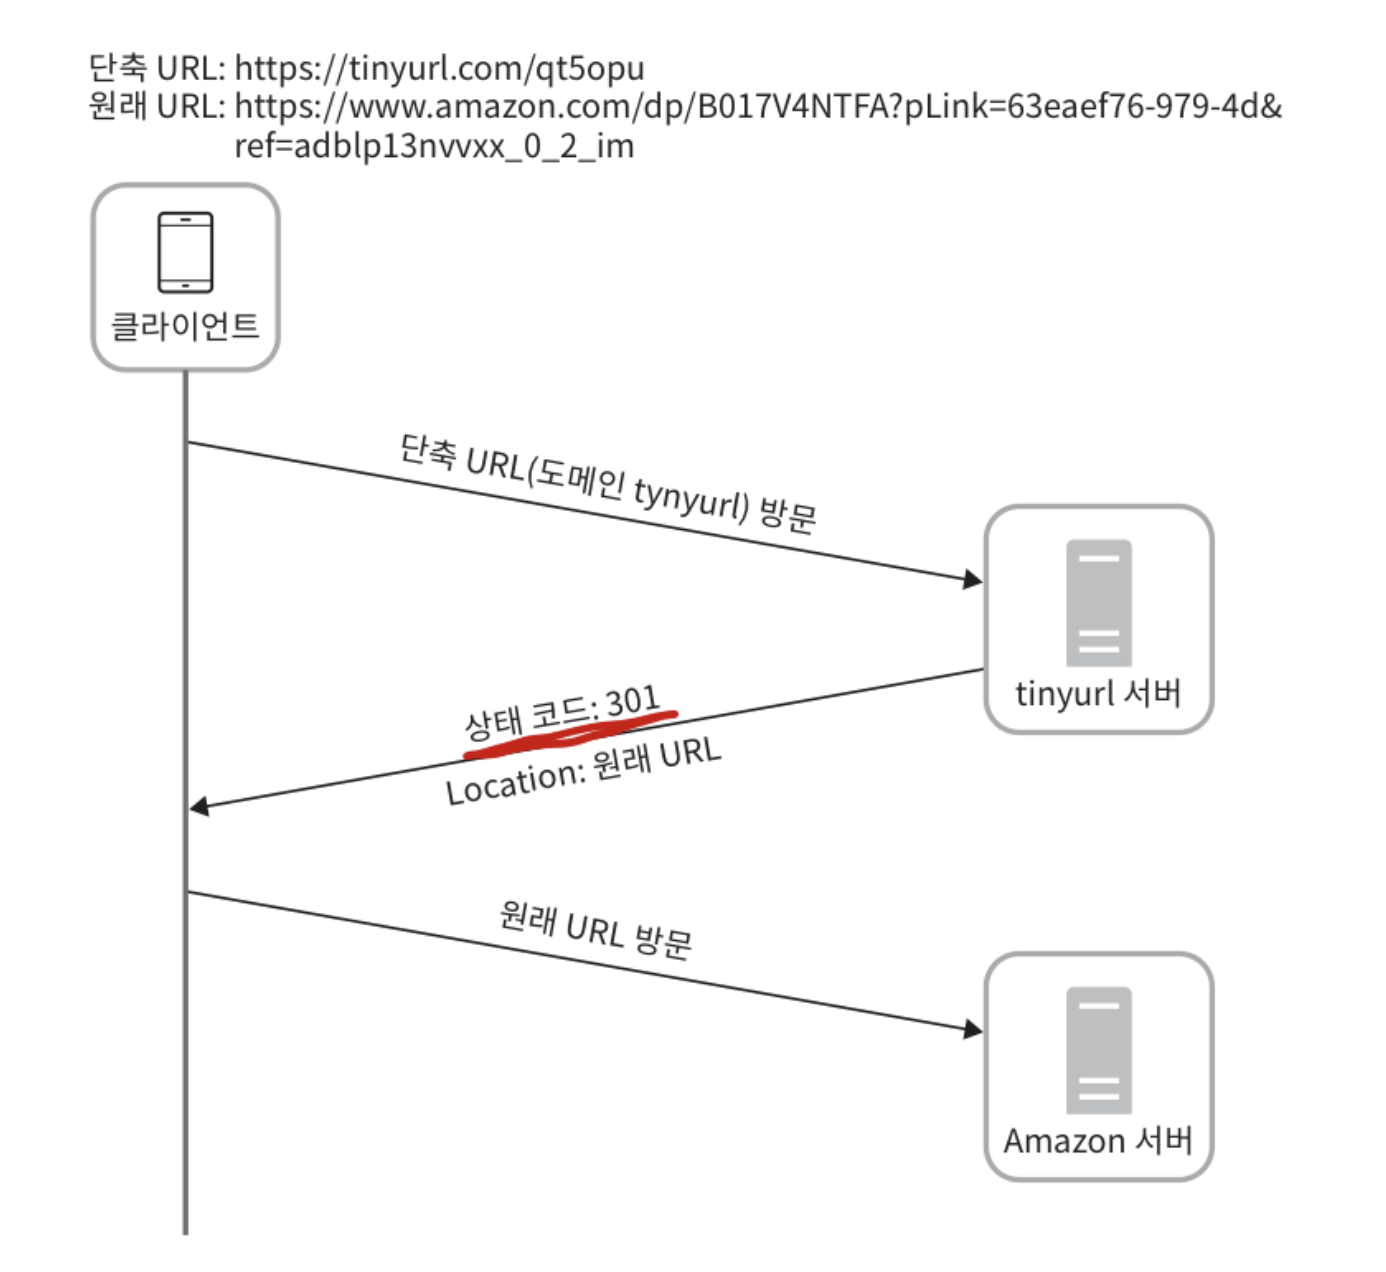 단축 URL: https://tinyurl.com/qt5opu
원래 URL: https://www.amazon.com/dp/B017V4NTFA?pLink=63eaef76-979-4d&
ref=adblp13nvvxx_0_2_im
클라이언트
단축 URL(도메인 tynyurl) 방문
tinyurl 서버
상태 코드: 301
Location: 원래 URL
원래 URL 방문
Amazon 서버